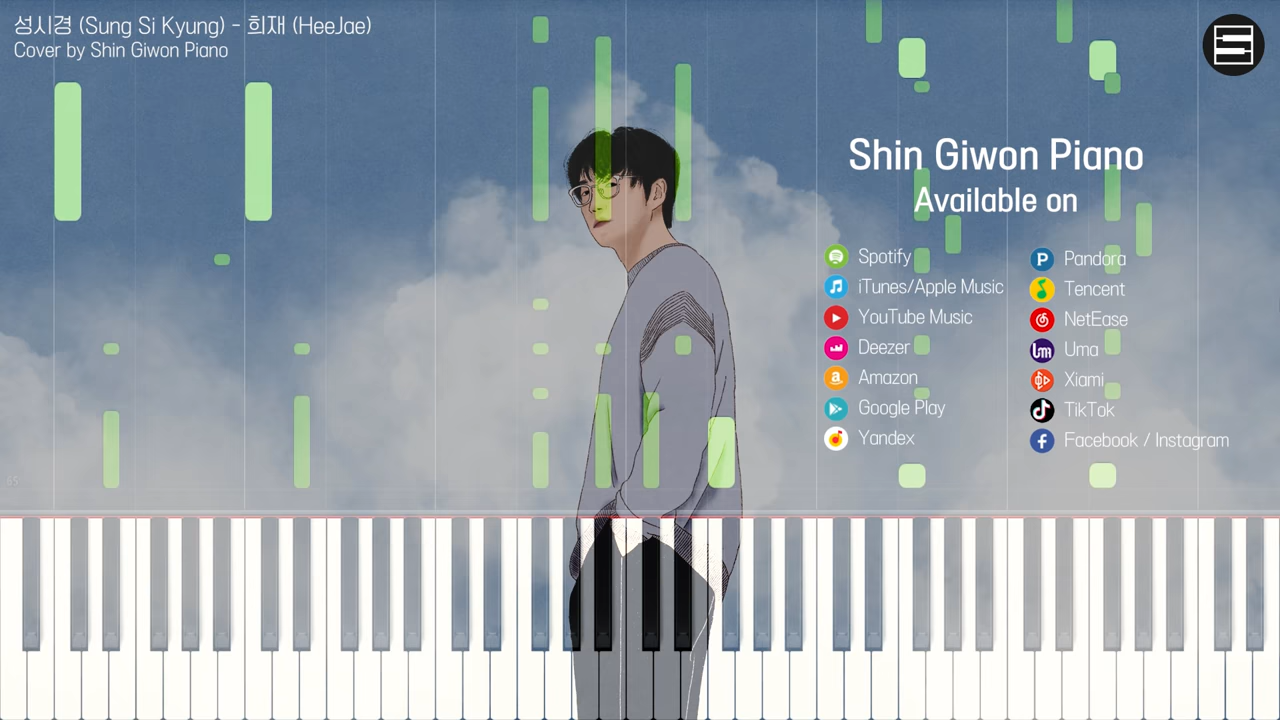 성시경 (Sung Si Kyung) - 희재 (HeeJae)
Cover by Shin Giwon Piano
Shin Giwon Piano
Available on
Spotify
iTunes/Apple Music
YouTube Music
Deezer
Amazon
Google Play
Yandex
Pandora
Tencent
NetEase
Uma
Xiami
TikTok
Facebook / Instagram